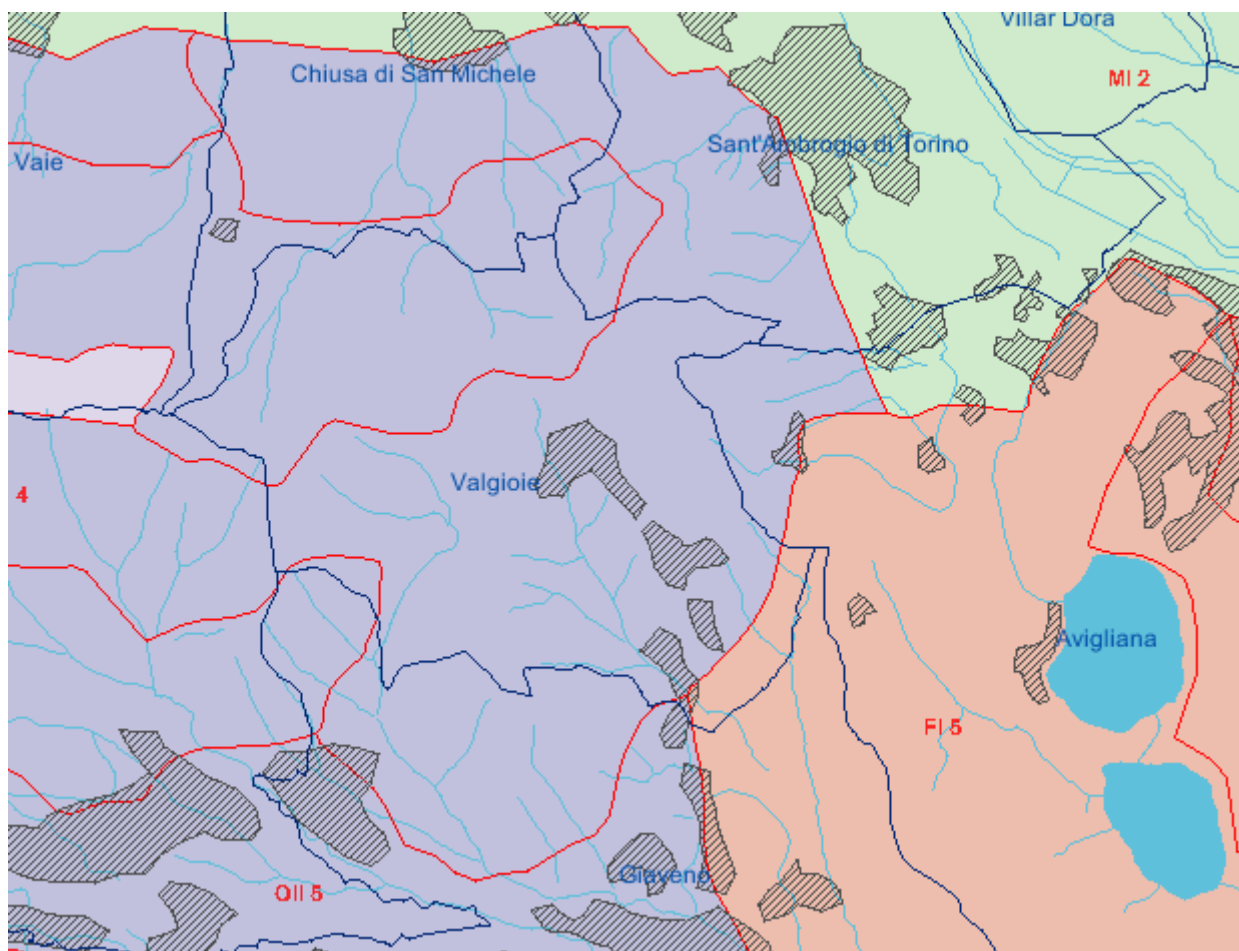 Villar Dora
Chiusa di San Michele
MI 2
Sant'Ambrogio di Torino
Vaie
Valgioie
4
Avigliana
FI 5
Giaveno
OII 5